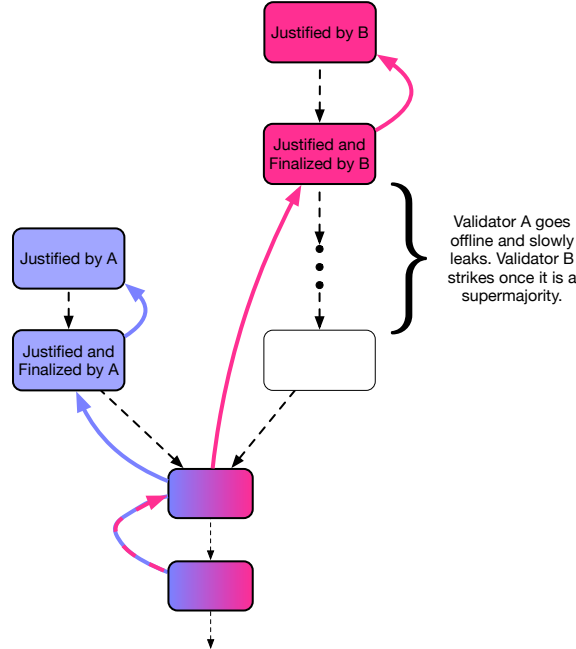 Justified by B
Justified and
Finalized by B
Validator A goes
offline and slowly
leaks. Validator B
strikes once it is a
supermajority.
Justified by A
Justified and
Finalized by A